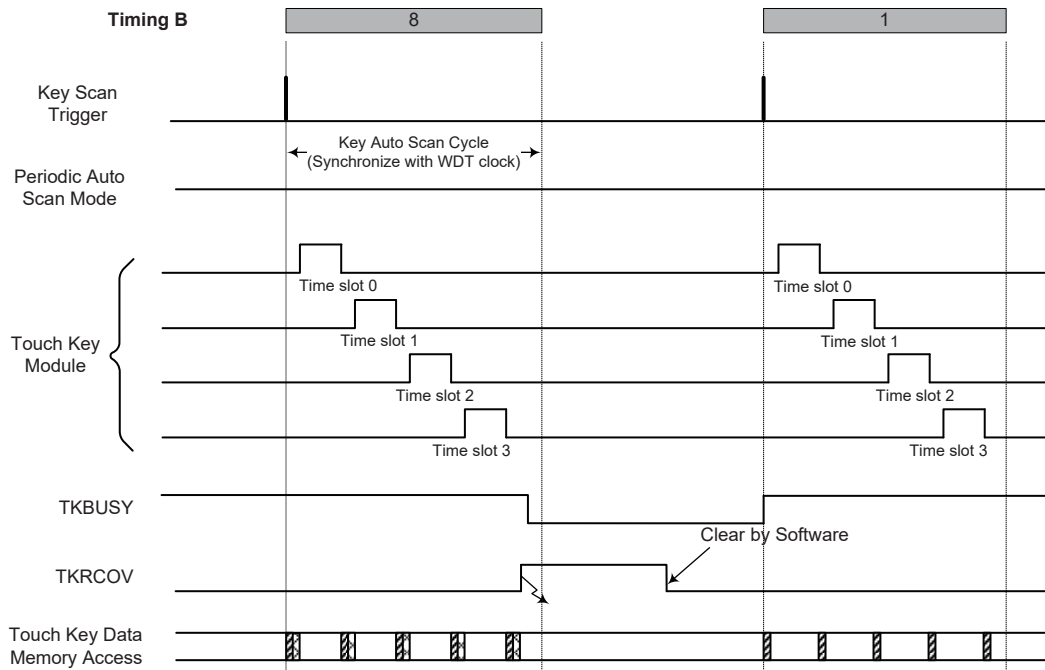 Timing B
8
1
Key Scan
Trigger
Key Auto Scan Cycle
(Synchronize with WDT clock)
Periodic Auto
Scan Mode
Touch Key
Module
Time slot 0
Time slot 0
Time slot 1
Time slot 1
Time slot 2
Time slot 2
Time slot 3
Time slot 3
TKBUSY
Clear by Software
TKRCOV
Touch Key Data
Memory Access